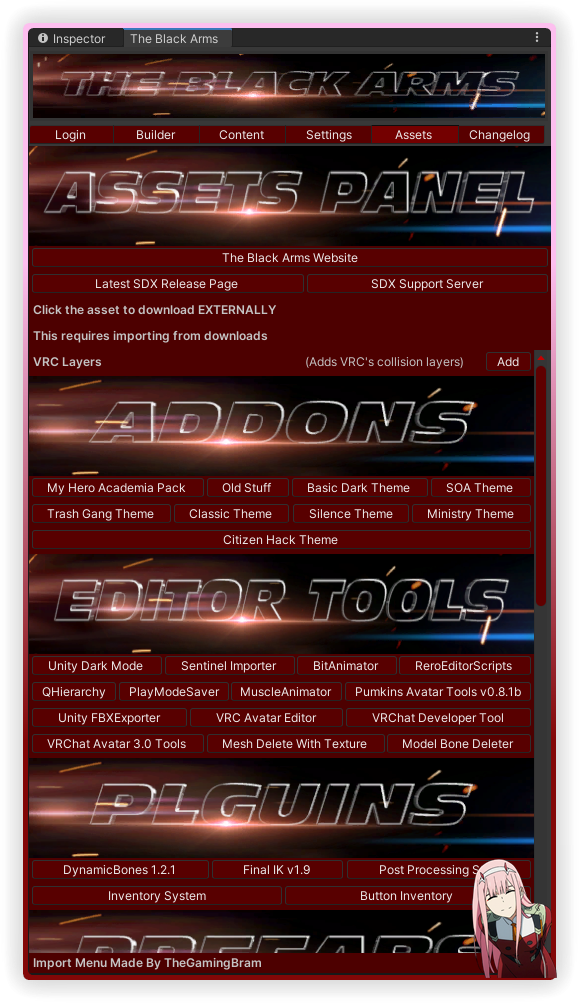 Inspector The Black Arms
THE BLACK ARMS
Login Builder Content Settings Assets Changelog
ASSETS PANEL
The Black Arms Website
Latest SDX Release Page SDX Support Server
Click the asset to download EXTERNALLY
This requires importing from downloads
VRC Layers (Adds VRC's collision layers) Add
ADDONS
My Hero Academia Pack Old Stuff Basic Dark Theme SOA Theme
Trash Gang Theme Classic Theme Silence Theme Ministry Theme
Citizen Hack Theme
EDITOR TOOLS
Unity Dark Mode Sentinel Importer BitAnimator ReroEditorScripts
QHierarchy PlayModeSaver MuscleAnimator Pumkins Avatar Tools v0.8.1b
Unity FBXExporter VRC Avatar Editor VRChat Developer Tool
VRChat Avatar 3.0 Tools Mesh Delete With Texture Model Bone Deleter
PLGUINS
DynamicBones 1.2.1 Final IK v1.9 Post Processing S
Inventory System Button Inventory
PREFABS
Import Menu Made By TheGamingBram